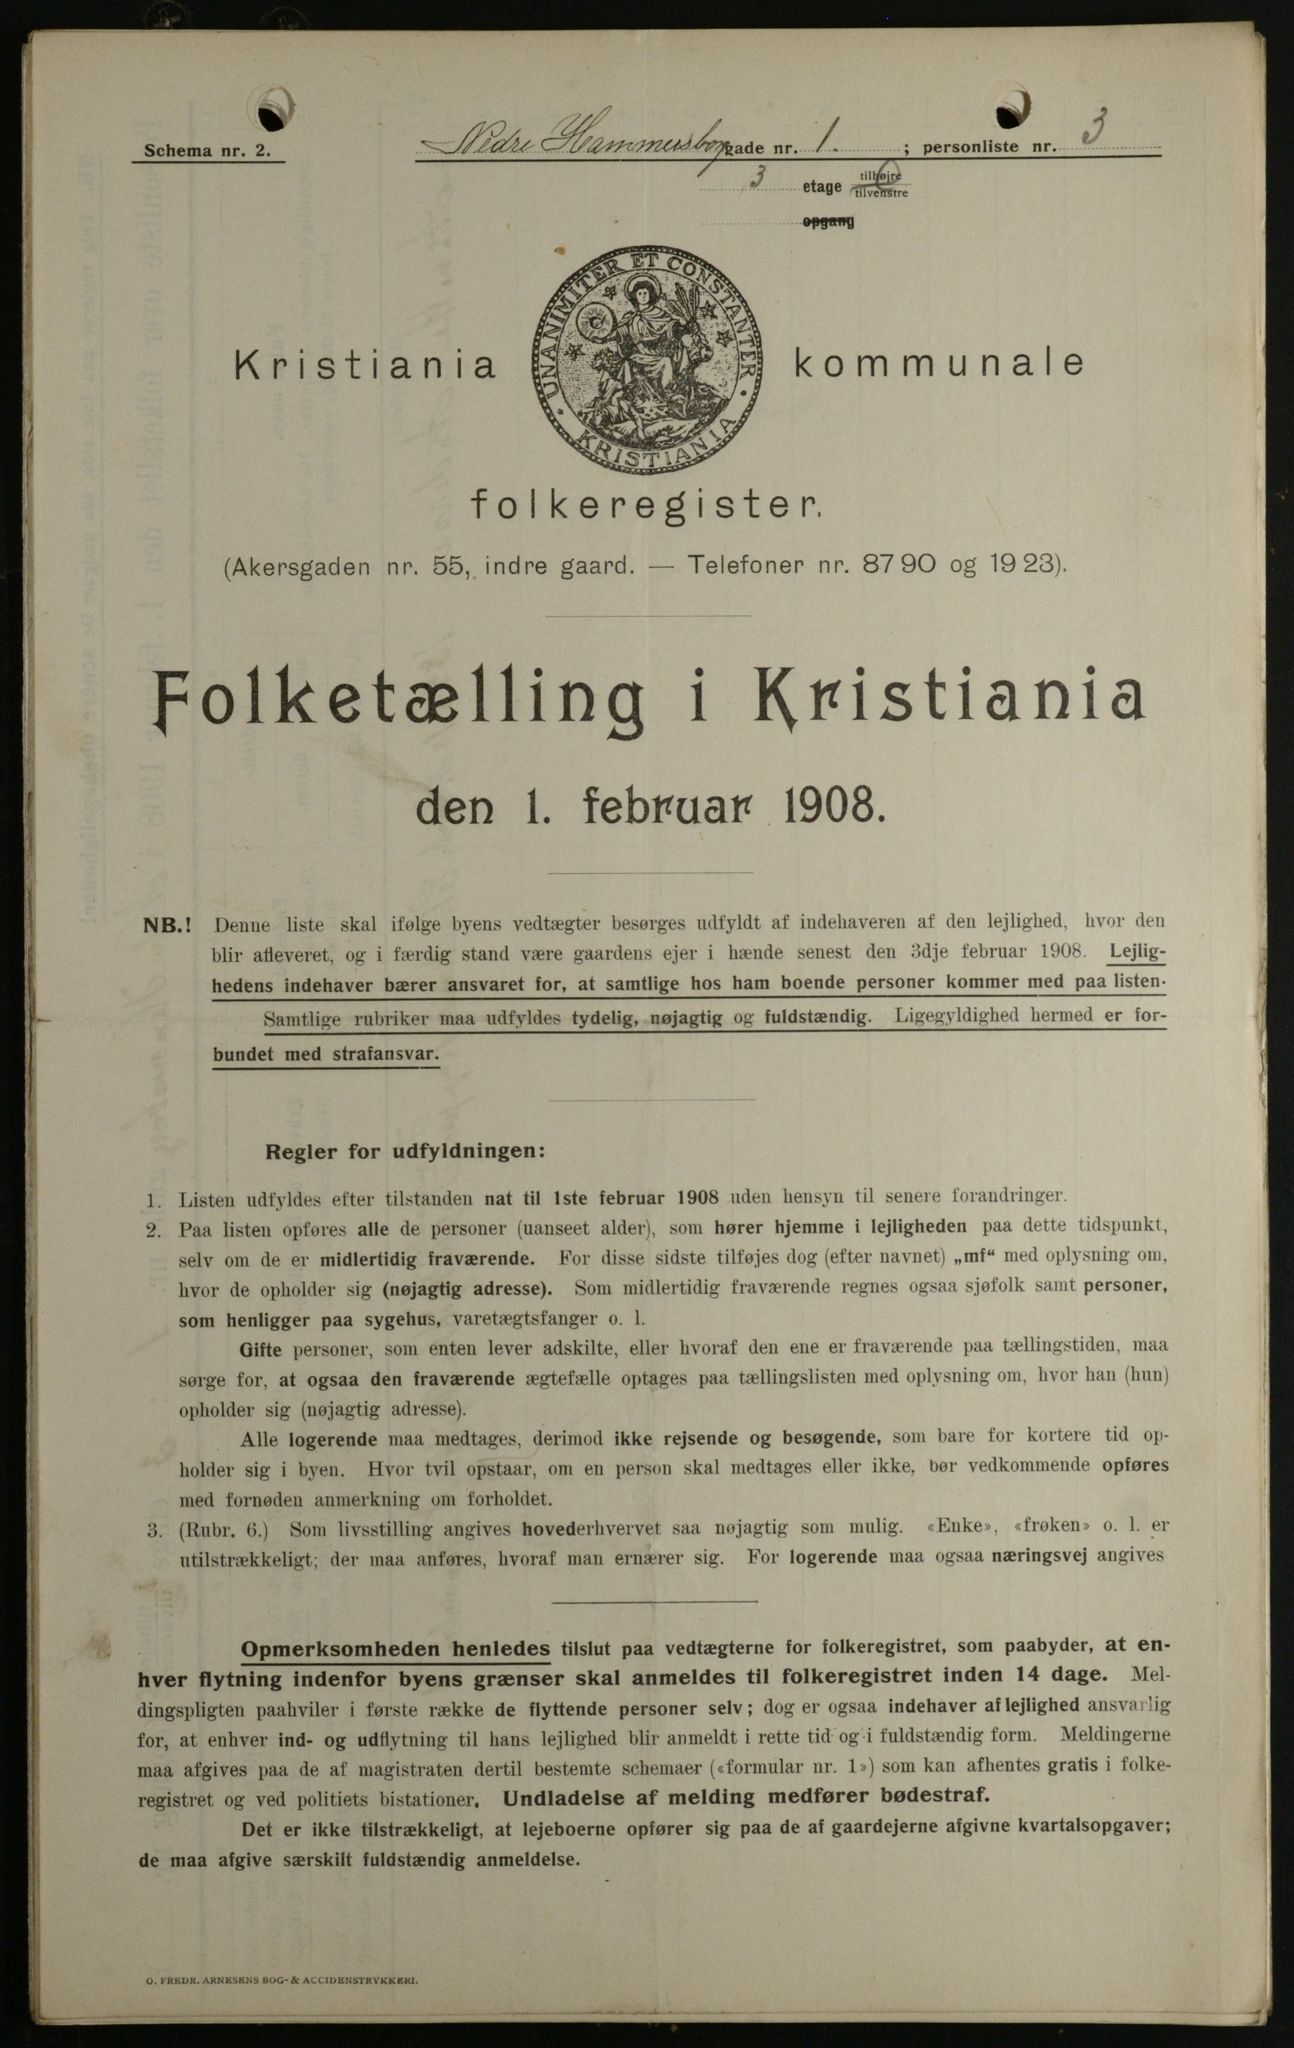 Schema nr. 2.
Nedre Hammersborggade nr. 1. ; personliste nr. 3
3 etage tilhøjre
tilvenstre
opgang
UNANIMITER ET CONSTANTER
KRISTIANIA
Kristiania kommunale
folkeregister.
(Akersgaden nr. 55, indre gaard. — Telefoner nr. 87 90 og 19 23).
Folketælling i Kristiania
den 1. februar 1908.
NB.! Denne liste skal ifølge byens vedtægter besørges udfyldt af indehaveren af den lejlighed, hvor den
blir afleveret, og i færdig stand være gaardens ejer i hænde senest den 3dje februar 1908. Lejlig-
hedens indehaver bærer ansvaret for, at samtlige hos ham boende personer kommer med paa listen.
Samtlige rubriker maa udfyldes tydelig, nøjagtig og fuldstændig. Ligegyldighed hermed er for-
bundet med strafansvar.
Regler for udfyldningen:
1. Listen udfyldes efter tilstanden nat til 1ste februar 1908 uden hensyn til senere forandringer.
2. Paa listen opføres alle de personer (uanseet alder), som hører hjemme i lejligheden paa dette tidspunkt,
selv om de er midlertidig fraværende. For disse sidste tilføjes dog (efter navnet) „mf“ med oplysning om,
hvor de opholder sig (nøjagtig adresse). Som midlertidig fraværende regnes ogsaa sjøfolk samt personer,
som henligger paa sygehus, varetægtsfanger o. l.
Gifte personer, som enten lever adskilte, eller hvoraf den ene er fraværende paa tællingstiden, maa
sørge for, at ogsaa den fraværende ægtefælle optages paa tællingslisten med oplysning om, hvor han (hun)
opholder sig (nøjagtig adresse).
Alle logerende maa medtages, derimod ikke rejsende og besøgende, som bare for kortere tid op-
holder sig i byen. Hvor tvil opstaar, om en person skal medtages eller ikke, bør vedkommende opføres
med fornøden anmerkning om forholdet.
3. (Rubr. 6.) Som livsstilling angives hovederhvervet saa nøjagtig som mulig. «Enke», «frøken» o. l. er
utilstrækkeligt; der maa anføres, hvoraf man ernærer sig. For logerende maa ogsaa næringsvej angives
Opmerksomheden henledes tilslut paa vedtægterne for folkeregistret, som paabyder, at en-
hver flytning indenfor byens grænser skal anmeldes til folkeregistret inden 14 dage. Mel-
dingspligten paahviler i første række de flyttende personer selv; dog er ogsaa indehaver af lejlighed ansvarlig
for, at enhver ind- og udflytning til hans lejlighed blir anmeldt i rette tid og i fuldstændig form. Meldingerne
maa afgives paa de af magistraten dertil bestemte schemaer («formular nr. 1») som kan afhentes gratis i folke-
registret og ved politiets bistationer. Undladelse af melding medfører bødestraf.
Det er ikke tilstrækkeligt, at lejeboerne opfører sig paa de af gaardejerne afgivne kvartalsopgaver;
de maa afgive særskilt fuldstændig anmeldelse.
O. FREDR. ARNESENS BOG- & ACCIDENSTRYKKERI.